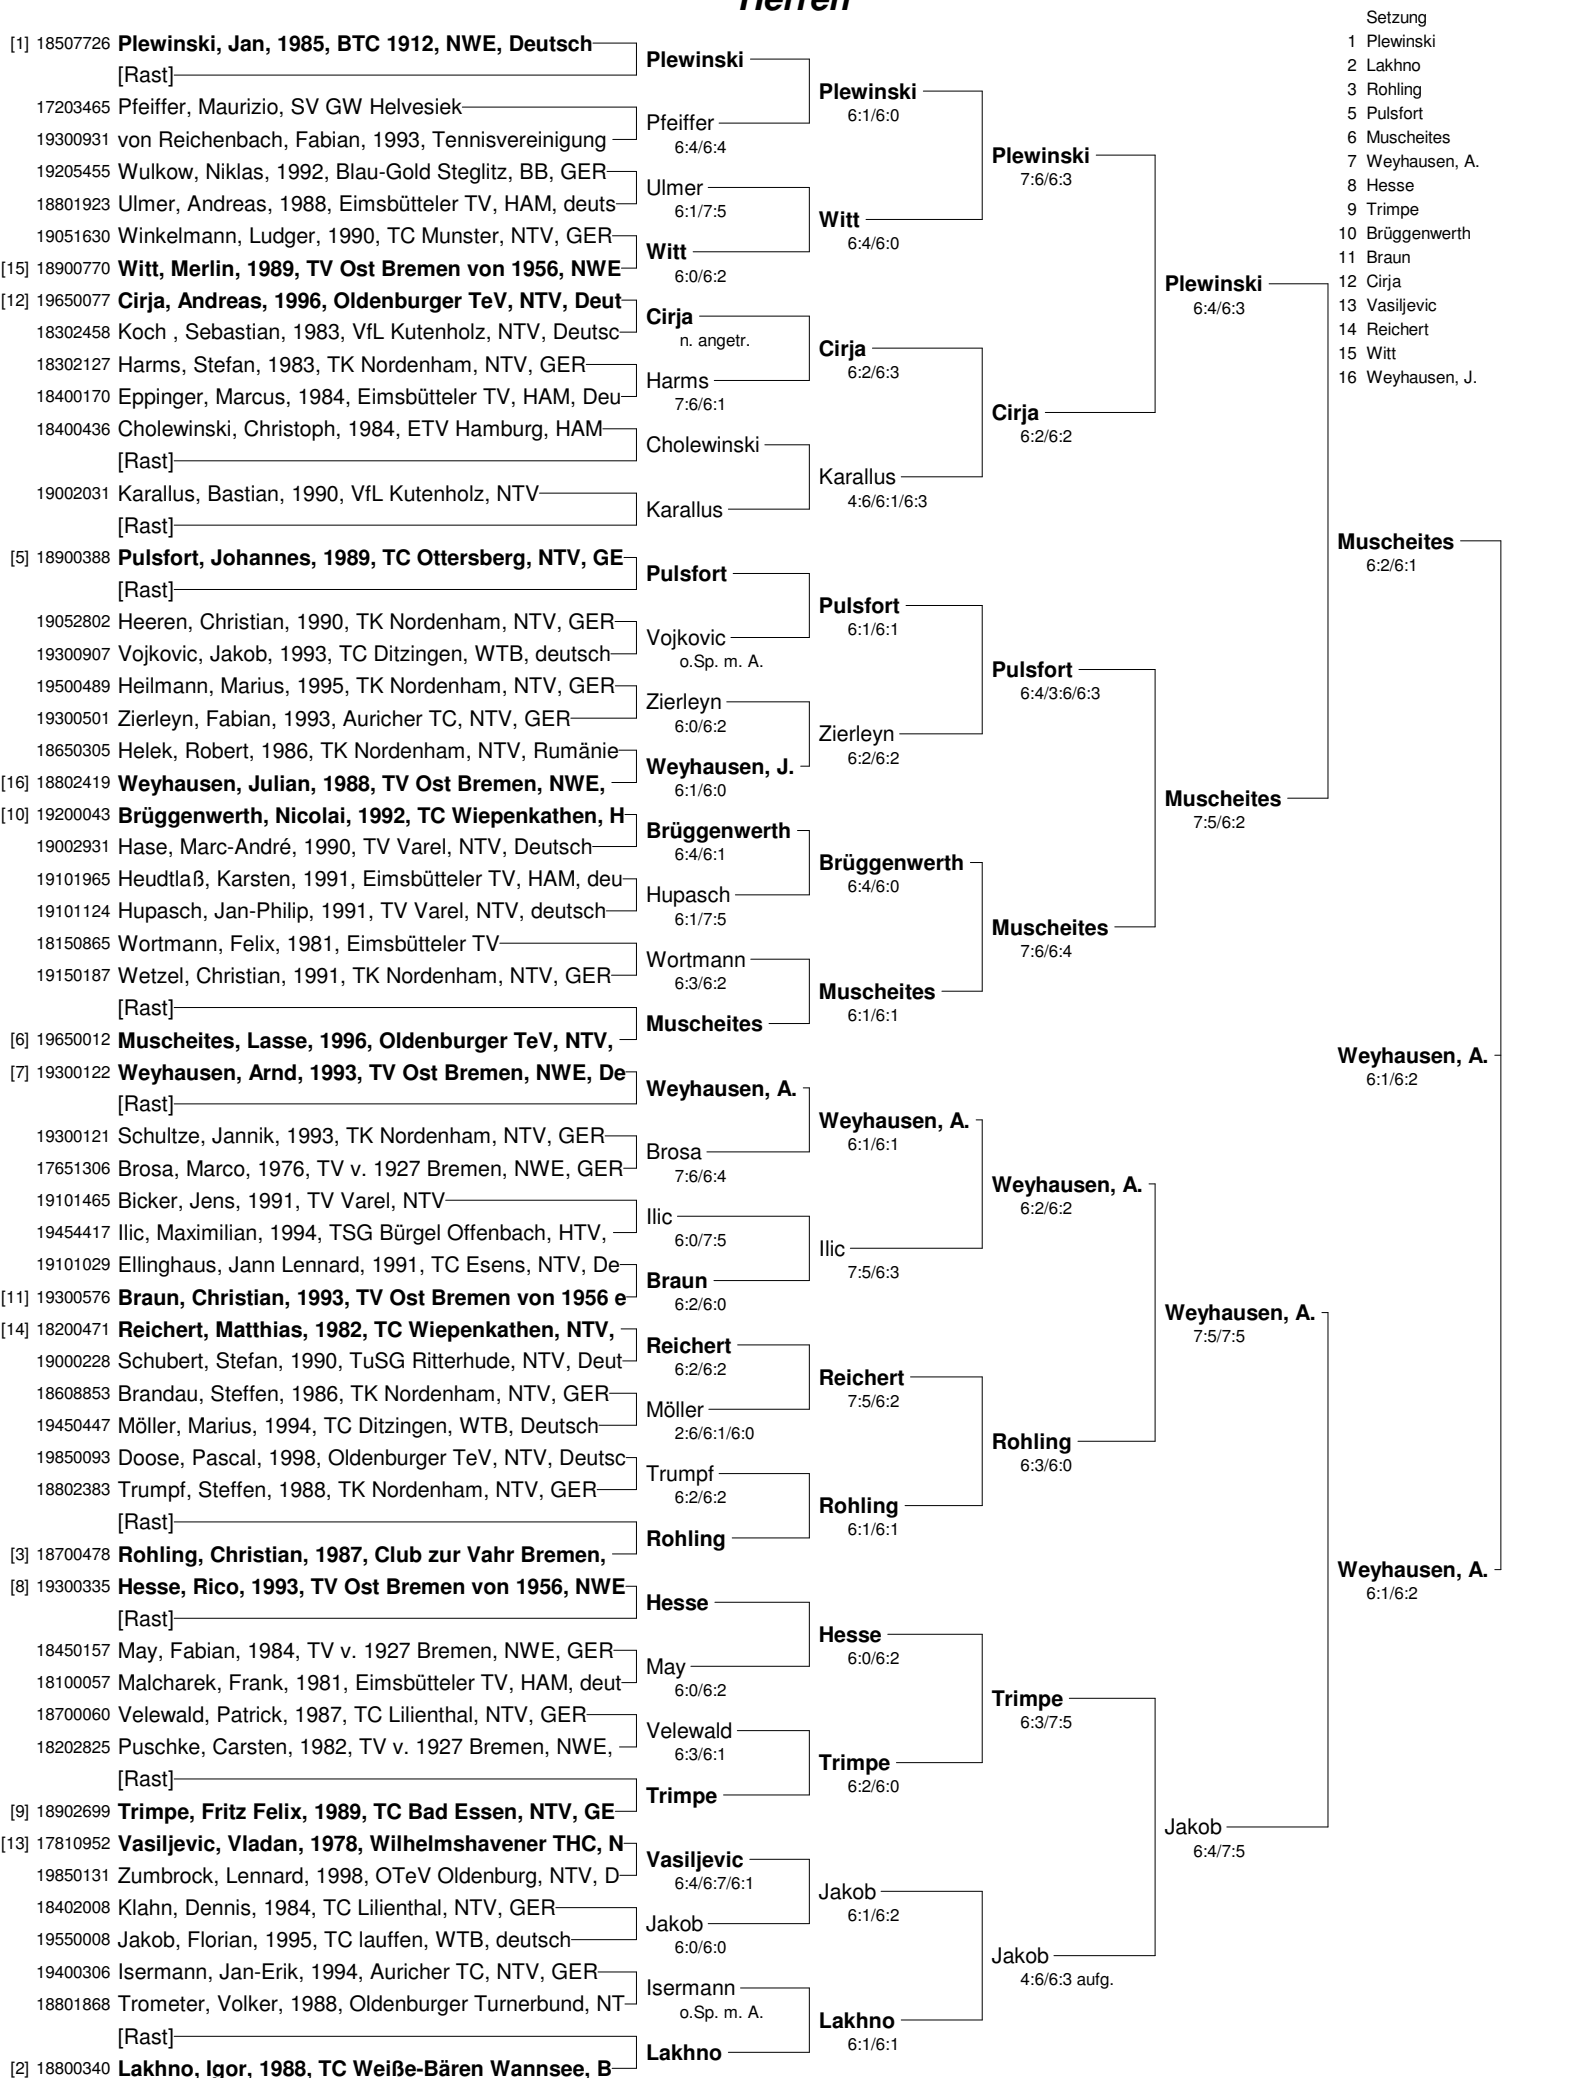 Herren
[1] 18507726 Plewinski, Jan, 1985, BTC 1912, NWE, Deutsch
[Rast]
17203465 Pfeiffer, Maurizio, SV GW Helvesiek
19300931 von Reichenbach, Fabian, 1993, Tennisvereinigung
19205455 Wulkow, Niklas, 1992, Blau-Gold Steglitz, BB, GER
18801923 Ulmer, Andreas, 1988, Eimsbütteler TV, HAM, deuts
19051630 Winkelmann, Ludger, 1990, TC Munster, NTV, GER
[15] 18900770 Witt, Merlin, 1989, TV Ost Bremen von 1956, NWE
[12] 19650077 Cirja, Andreas, 1996, Oldenburger TeV, NTV, Deut
18302458 Koch , Sebastian, 1983, VfL Kutenholz, NTV, Deutsc
18302127 Harms, Stefan, 1983, TK Nordenham, NTV, GER
18400170 Eppinger, Marcus, 1984, Eimsbütteler TV, HAM, Deu
18400436 Cholewinski, Christoph, 1984, ETV Hamburg, HAM
[Rast]
19002031 Karallus, Bastian, 1990, VfL Kutenholz, NTV
[Rast]
[5] 18900388 Pulsfort, Johannes, 1989, TC Ottersberg, NTV, GE
[Rast]
19052802 Heeren, Christian, 1990, TK Nordenham, NTV, GER
19300907 Vojkovic, Jakob, 1993, TC Ditzingen, WTB, deutsch
19500489 Heilmann, Marius, 1995, TK Nordenham, NTV, GER
19300501 Zierleyn, Fabian, 1993, Auricher TC, NTV, GER
18650305 Helek, Robert, 1986, TK Nordenham, NTV, Rumänie
[16] 18802419 Weyhausen, Julian, 1988, TV Ost Bremen, NWE,
[10] 19200043 Brüggenwerth, Nicolai, 1992, TC Wiepenkathen, H
19002931 Hase, Marc-André, 1990, TV Varel, NTV, Deutsch
19101965 Heudtlaß, Karsten, 1991, Eimsbütteler TV, HAM, deu
19101124 Hupasch, Jan-Philip, 1991, TV Varel, NTV, deutsch
18150865 Wortmann, Felix, 1981, Eimsbütteler TV
19150187 Wetzel, Christian, 1991, TK Nordenham, NTV, GER
[Rast]
[6] 19650012 Muscheites, Lasse, 1996, Oldenburger TeV, NTV,
[7] 19300122 Weyhausen, Arnd, 1993, TV Ost Bremen, NWE, De
[Rast]
19300121 Schultze, Jannik, 1993, TK Nordenham, NTV, GER
17651306 Brosa, Marco, 1976, TV v. 1927 Bremen, NWE, GER
19101465 Bicker, Jens, 1991, TV Varel, NTV
19454417 Ilic, Maximilian, 1994, TSG Bürgel Offenbach, HTV,
19101029 Ellinghaus, Jann Lennard, 1991, TC Esens, NTV, De
[11] 19300576 Braun, Christian, 1993, TV Ost Bremen von 1956 e
[14] 18200471 Reichert, Matthias, 1982, TC Wiepenkathen, NTV,
19000228 Schubert, Stefan, 1990, TuSG Ritterhude, NTV, Deut
18608853 Brandau, Steffen, 1986, TK Nordenham, NTV, GER
19450447 Möller, Marius, 1994, TC Ditzingen, WTB, Deutsch
19850093 Doose, Pascal, 1998, Oldenburger TeV, NTV, Deutsc
18802383 Trumpf, Steffen, 1988, TK Nordenham, NTV, GER
[Rast]
[3] 18700478 Rohling, Christian, 1987, Club zur Vahr Bremen,
[8] 19300335 Hesse, Rico, 1993, TV Ost Bremen von 1956, NWE
[Rast]
18450157 May, Fabian, 1984, TV v. 1927 Bremen, NWE, GER
18100057 Malcharek, Frank, 1981, Eimsbütteler TV, HAM, deut
18700060 Velewald, Patrick, 1987, TC Lilienthal, NTV, GER
18202825 Puschke, Carsten, 1982, TV v. 1927 Bremen, NWE,
[Rast]
[9] 18902699 Trimpe, Fritz Felix, 1989, TC Bad Essen, NTV, GE
[13] 17810952 Vasiljevic, Vladan, 1978, Wilhelmshavener THC, N
19850131 Zumbrock, Lennard, 1998, OTeV Oldenburg, NTV, D
18402008 Klahn, Dennis, 1984, TC Lilienthal, NTV, GER
19550008 Jakob, Florian, 1995, TC lauffen, WTB, deutsch
19400306 Isermann, Jan-Erik, 1994, Auricher TC, NTV, GER
18801868 Trometer, Volker, 1988, Oldenburger Turnerbund, NT
[Rast]
[2] 18800340 Lakhno, Igor, 1988, TC Weiße-Bären Wannsee, B
Plewinski
Pfeiffer
6:4/6:4
Ulmer
6:1/7:5
Witt
6:0/6:2
Cirja
n. angetr.
Harms
7:6/6:1
Cholewinski
Karallus
Pulsfort
Vojkovic
o.Sp. m. A.
Zierleyn
6:0/6:2
Weyhausen, J.
6:1/6:0
Brüggenwerth
6:4/6:1
Hupasch
6:1/7:5
Wortmann
6:3/6:2
Muscheites
Weyhausen, A.
Brosa
7:6/6:4
Ilic
6:0/7:5
Braun
6:2/6:0
Reichert
6:2/6:2
Möller
2:6/6:1/6:0
Trumpf
6:2/6:2
Rohling
Hesse
May
6:0/6:2
Velewald
6:3/6:1
Trimpe
Vasiljevic
6:4/6:7/6:1
Jakob
6:0/6:0
Isermann
o.Sp. m. A.
Lakhno
Plewinski
6:1/6:0
Witt
6:4/6:0
Cirja
6:2/6:3
Karallus
4:6/6:1/6:3
Pulsfort
6:1/6:1
Zierleyn
6:2/6:2
Brüggenwerth
6:4/6:0
Muscheites
6:1/6:1
Weyhausen, A.
6:1/6:1
Ilic
7:5/6:3
Reichert
7:5/6:2
Rohling
6:1/6:1
Hesse
6:0/6:2
Trimpe
6:2/6:0
Jakob
6:1/6:2
Lakhno
6:1/6:1
Plewinski
7:6/6:3
Cirja
6:2/6:2
Pulsfort
6:4/3:6/6:3
Muscheites
7:6/6:4
Weyhausen, A.
6:2/6:2
Rohling
6:3/6:0
Trimpe
6:3/7:5
Jakob
4:6/6:3 aufg.
Plewinski
6:4/6:3
Muscheites
7:5/6:2
Weyhausen, A.
7:5/7:5
Jakob
6:4/7:5
Muscheites
6:2/6:1
Weyhausen, A.
6:1/6:2
Weyhausen, A.
6:1/6:2
Setzung
1 Plewinski
2 Lakhno
3 Rohling
5 Pulsfort
6 Muscheites
7 Weyhausen, A.
8 Hesse
9 Trimpe
10 Brüggenwerth
11 Braun
12 Cirja
13 Vasiljevic
14 Reichert
15 Witt
16 Weyhausen, J.